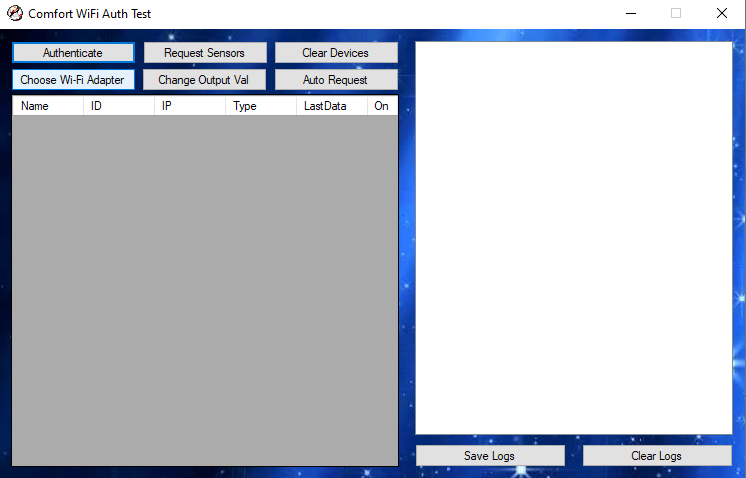 Comfort WiFi Auth Test
Authenticate Request Sensors Clear Devices
Choose Wi-Fi Adapter Change Output Val Auto Request
Name ID IP Type LastData On
Save Logs Clear Logs